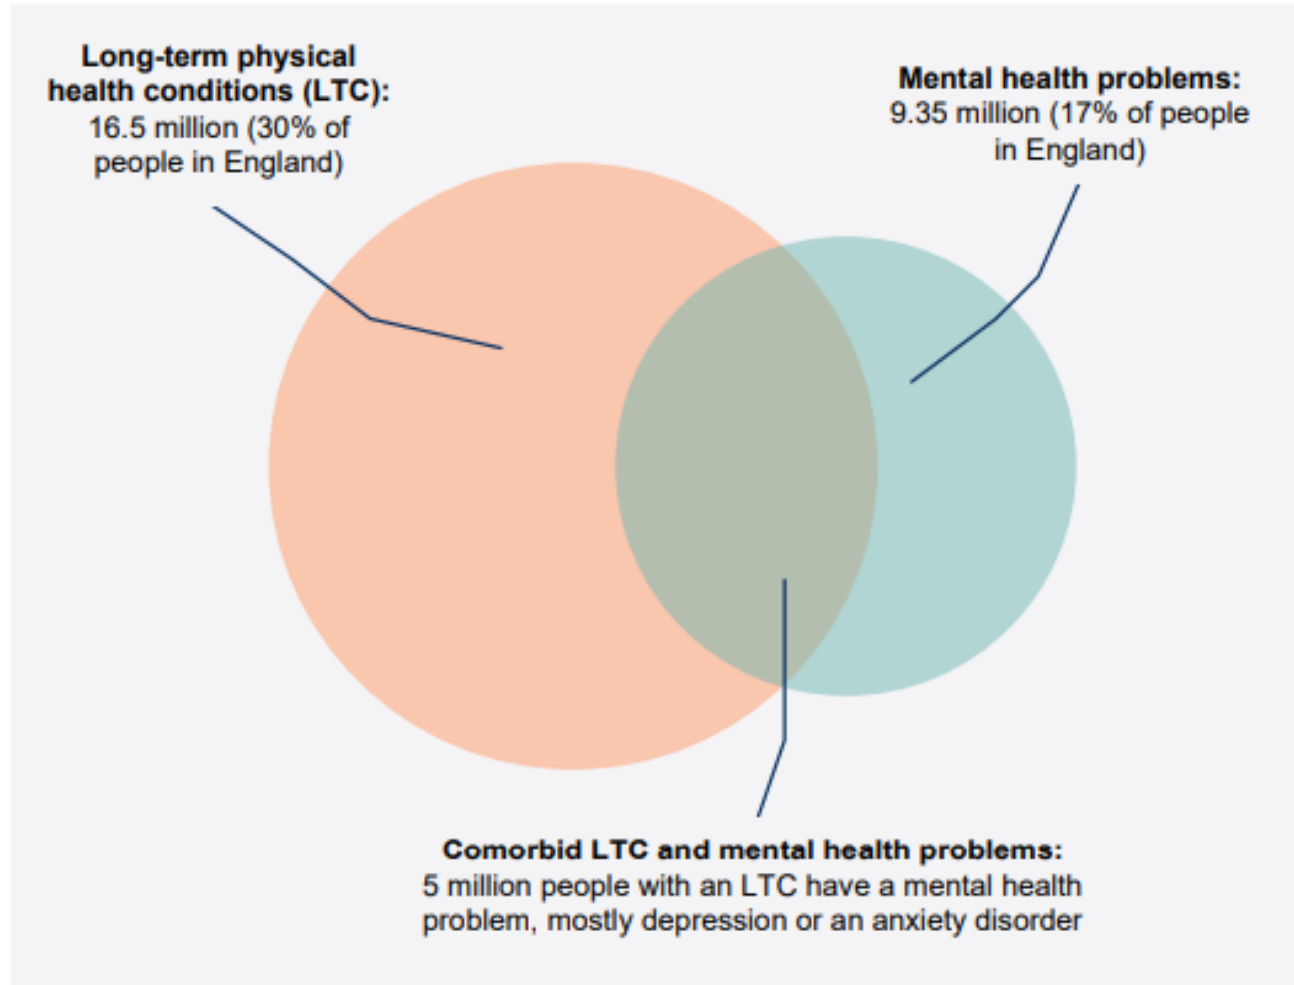 Long-term physical
health conditions (LTC):
16.5 million (30% of
people in England)
Mental health problems:
9.35 million (17% of people
in England)
Comorbid LTC and mental health problems:
5 million people with an LTC have a mental health
problem, mostly depression or an anxiety disorder